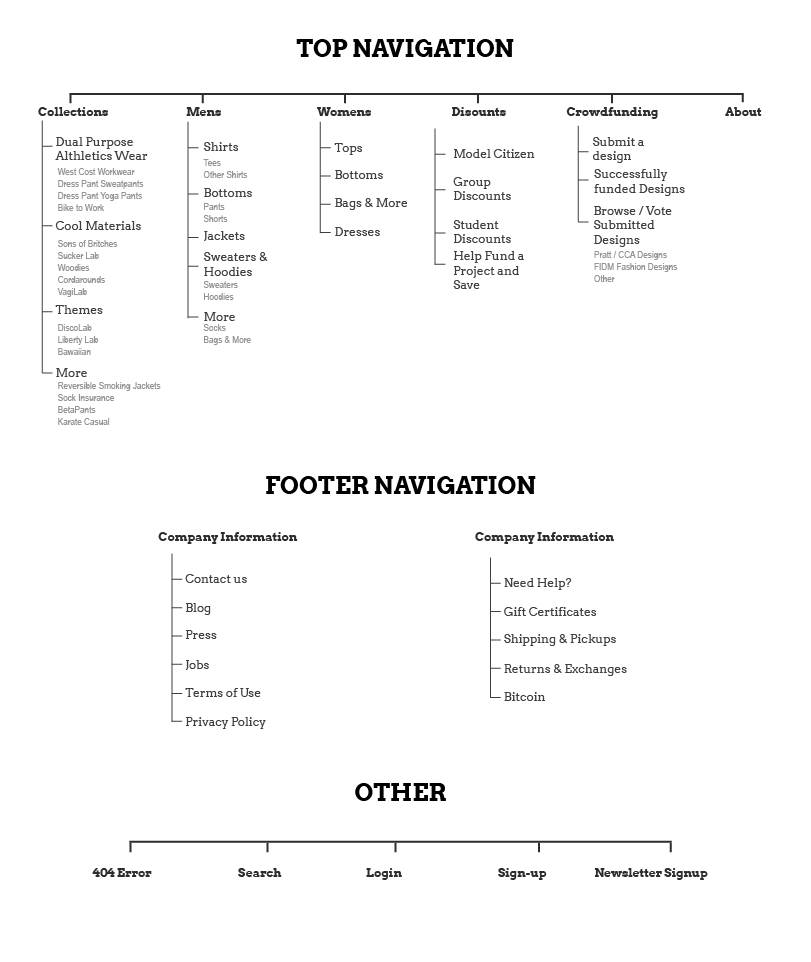 TOP NAVIGATION
Collections
Dual Purpose
Althletics Wear
West Cost Workwear
Dress Pant Sweatpants
Dress Pant Yoga Pants
Bike to Work
Cool Materials
Sons of Britches
Sucker Lab
Woodies
Cordarounds
VagiLab
Themes
DiscoLab
Liberty Lab
Bawaiian
More
Reversible Smoking Jackets
Sock Insurance
BetaPants
Karate Casual
Mens
Shirts
Tees
Other Shirts
Bottoms
Pants
Shorts
Jackets
Sweaters &
Hoodies
Sweaters
Hoodies
More
Socks
Bags & More
Womens
Tops
Bottoms
Bags & More
Dresses
Disounts
Model Citizen
Group
Discounts
Student
Discounts
Help Fund a
Project and
Save
Crowdfunding
Submit a
design
Successfully
funded Designs
Browse / Vote
Submitted
Designs
Pratt / CCA Designs
FIDM Fashion Designs
Other
About
FOOTER NAVIGATION
Company Information
Contact us
Blog
Press
Jobs
Terms of Use
Privacy Policy
Company Information
Need Help?
Gift Certificates
Shipping & Pickups
Returns & Exchanges
Bitcoin
OTHER
404 Error
Search
Login
Sign-up
Newsletter Signup